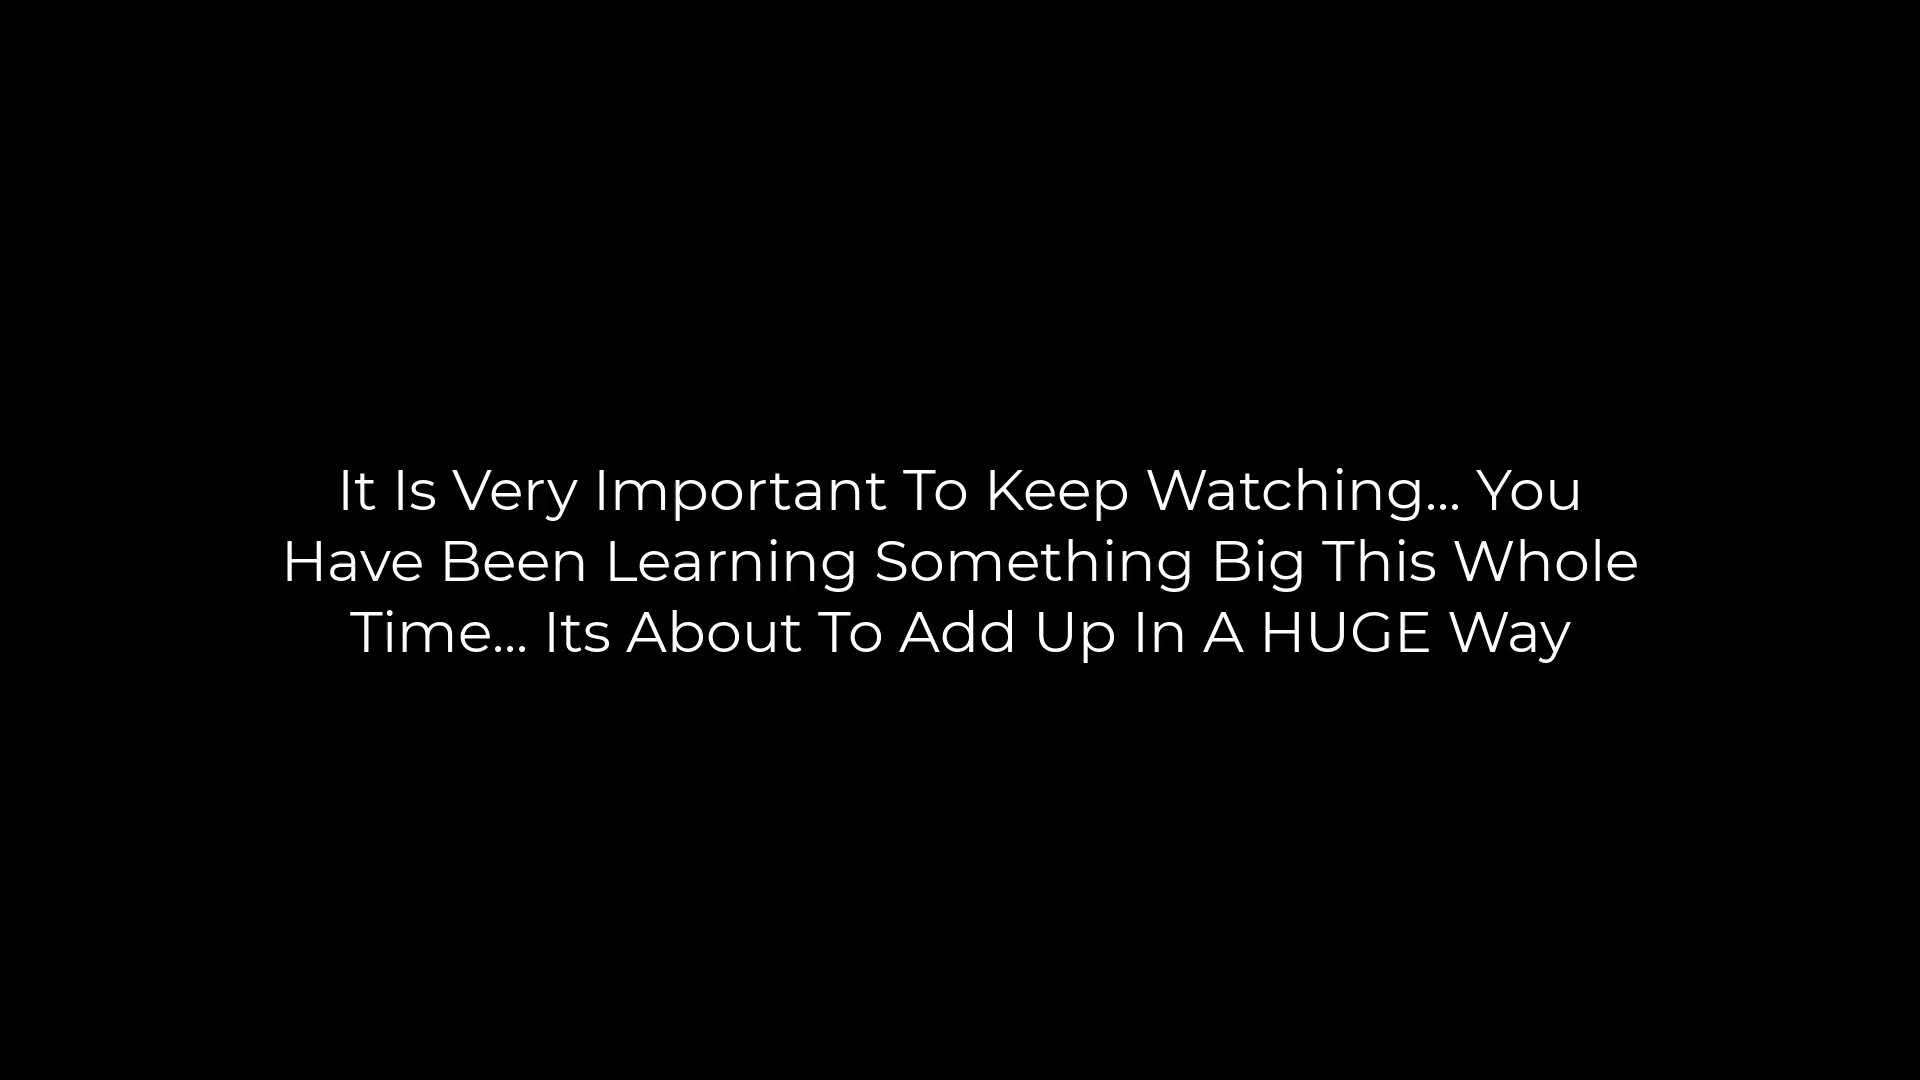 It Is Very Important To Keep Watching... You
Have Been Learning Something Big This Whole
Time... Its About To Add Up In A HUGE Way